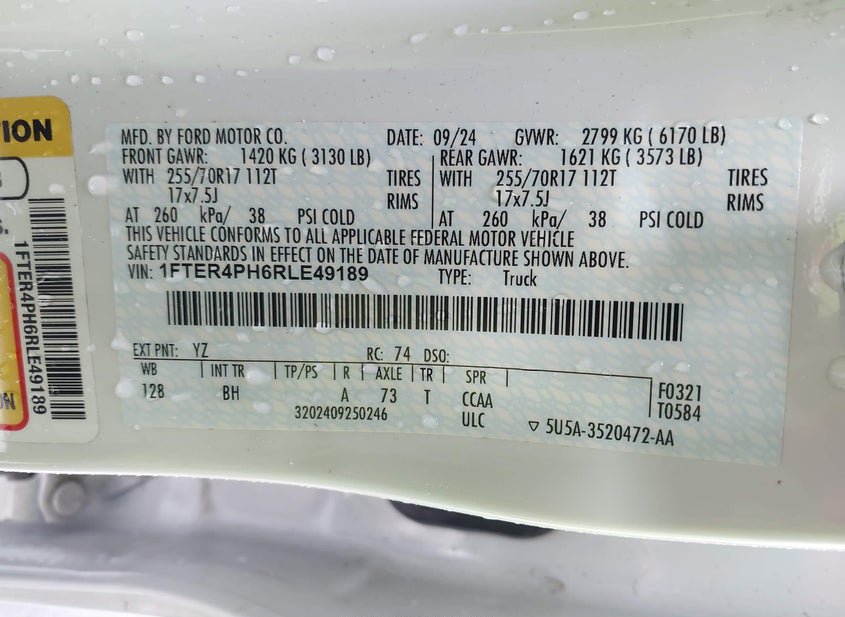 TION
S.
1FTER4PH6RLE49189
ON
MFD. BY FORD MOTOR CO. DATE: 09/24 GVWR: 2799 KG ( 6170 LB)
FRONT GAWR: 1420 KG ( 3130 LB) REAR GAWR: 1621 KG ( 3573 LB)
WITH 255/70R17 112T TIRES WITH 255/70R17 112T TIRES
17x7.5J RIMS 17x7.5J RIMS
AT 260 kPa/ 38 PSI COLD AT 260 kPa/ 38 PSI COLD
THIS VEHICLE CONFORMS TO ALL APPLICABLE FEDERAL MOTOR VEHICLE
SAFETY STANDARDS IN EFFECT ON THE DATE OF MANUFACTURE SHOWN ABOVE.
VIN: 1FTER4PH6RLE49189 TYPE: Truck
EXT PNT: YZ RC: 74 DSO:
WB INT TR TP/PS R AXLE TR SPR
128 BH A 73 T CCAA
3202409250246 ULC
F0321
T0584
▽ 5U5A-3520472-AA